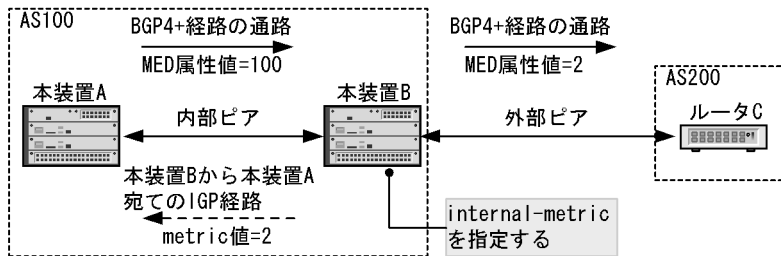 AS100
BGP4+経路の通路
MED属性値=100
BGP4+経路の通路
MED属性値=2
AS200
本装置A
本装置B
ルータC
内部ピア
外部ピア
本装置Bから本装置A
宛てのIGP経路
metric値=2
internal-metric
を指定する